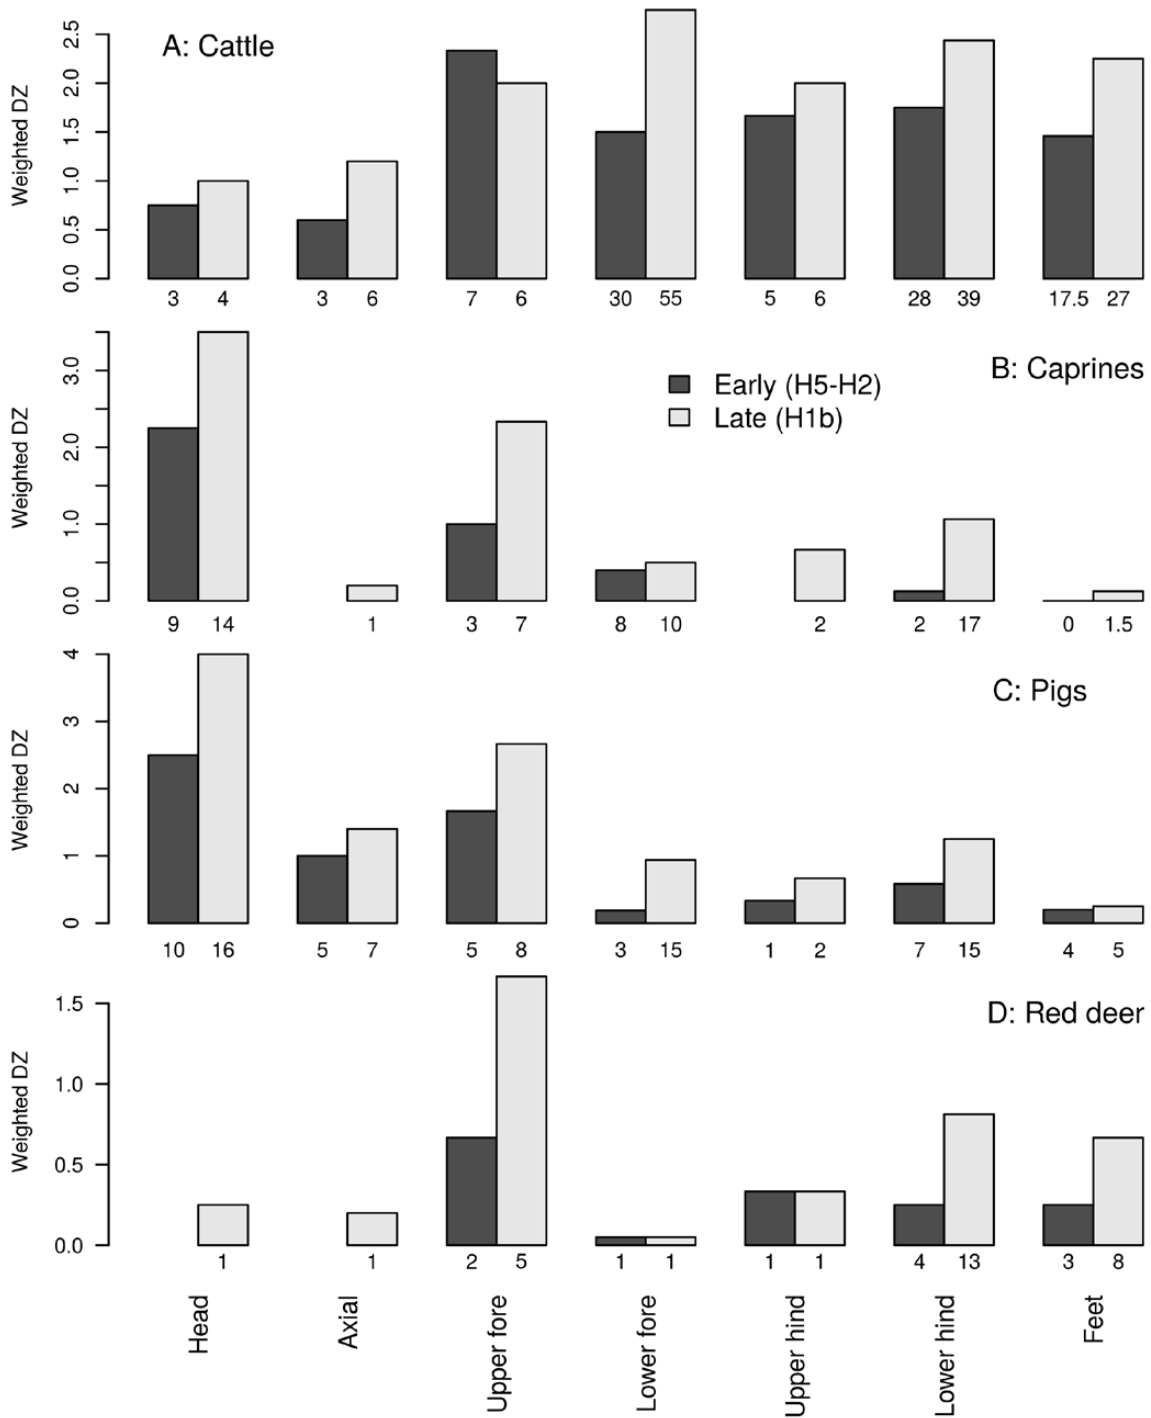 A: Cattle
Weighted DZ
0.0 0.5 1.0 1.5 2.0 2.5
3 4 3 6 7 6 30 55 5 6 28 39 17.5 27
B: Caprines
Early (H5-H2)
Late (H1b)
Weighted DZ
0.0 1.0 2.0 3.0
9 14 1 3 7 8 10 2 2 17 0 1.5
C: Pigs
Weighted DZ
0 1 2 3 4
10 16 5 7 5 8 3 15 1 2 7 15 4 5
D: Red deer
Weighted DZ
0.0 0.5 1.0 1.5
1 1 2 5 1 1 1 1 4 13 3 8
Head
Axial
Upper fore
Lower fore
Upper hind
Lower hind
Feet